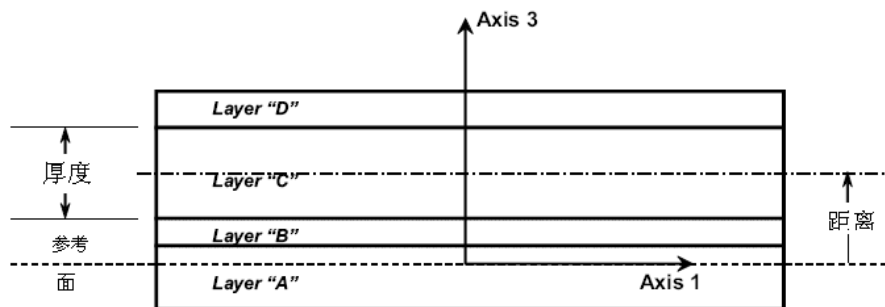 Axis 3
Layer “D”
厚度
Layer “C”
距离
参考
Layer “B”
面
Layer “A”
Axis 1